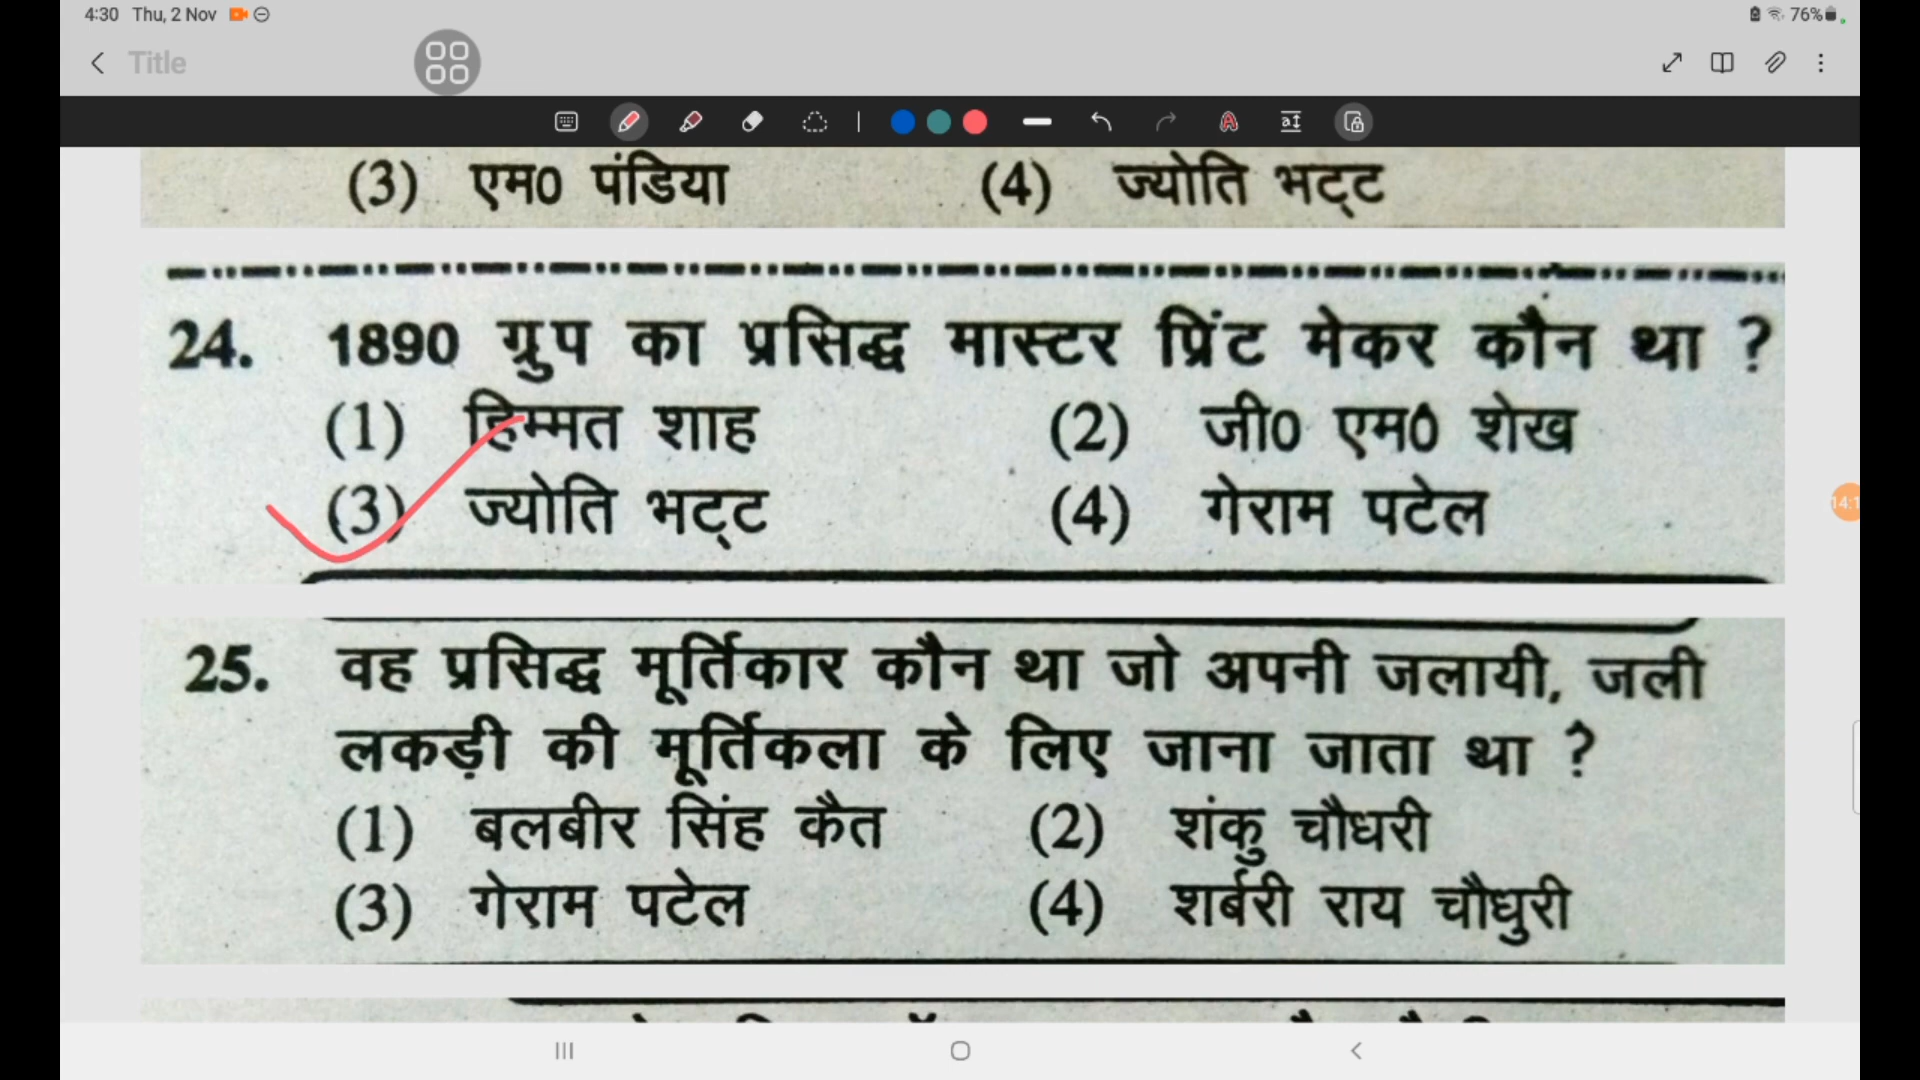 4:30 Thu, 2 Nov
76%
Title
(3) एम0 पंडिया (4) ज्योति भट्ट
24. 1890 ग्रुप का प्रसिद्ध मास्टर प्रिंट मेकर कौन था ?
(1) हिम्मत शाह (2) जी0 एम0 शेख
(3) ज्योति भट्ट (4) गेराम पटेल
25. वह प्रसिद्ध मूर्तिकार कौन था जो अपनी जलायी, जली
लकड़ी की मूर्तिकला के लिए जाना जाता था ?
(1) बलबीर सिंह कैत (2) शंकु चौधरी
(3) गेराम पटेल (4) शर्बरी राय चौधुरी